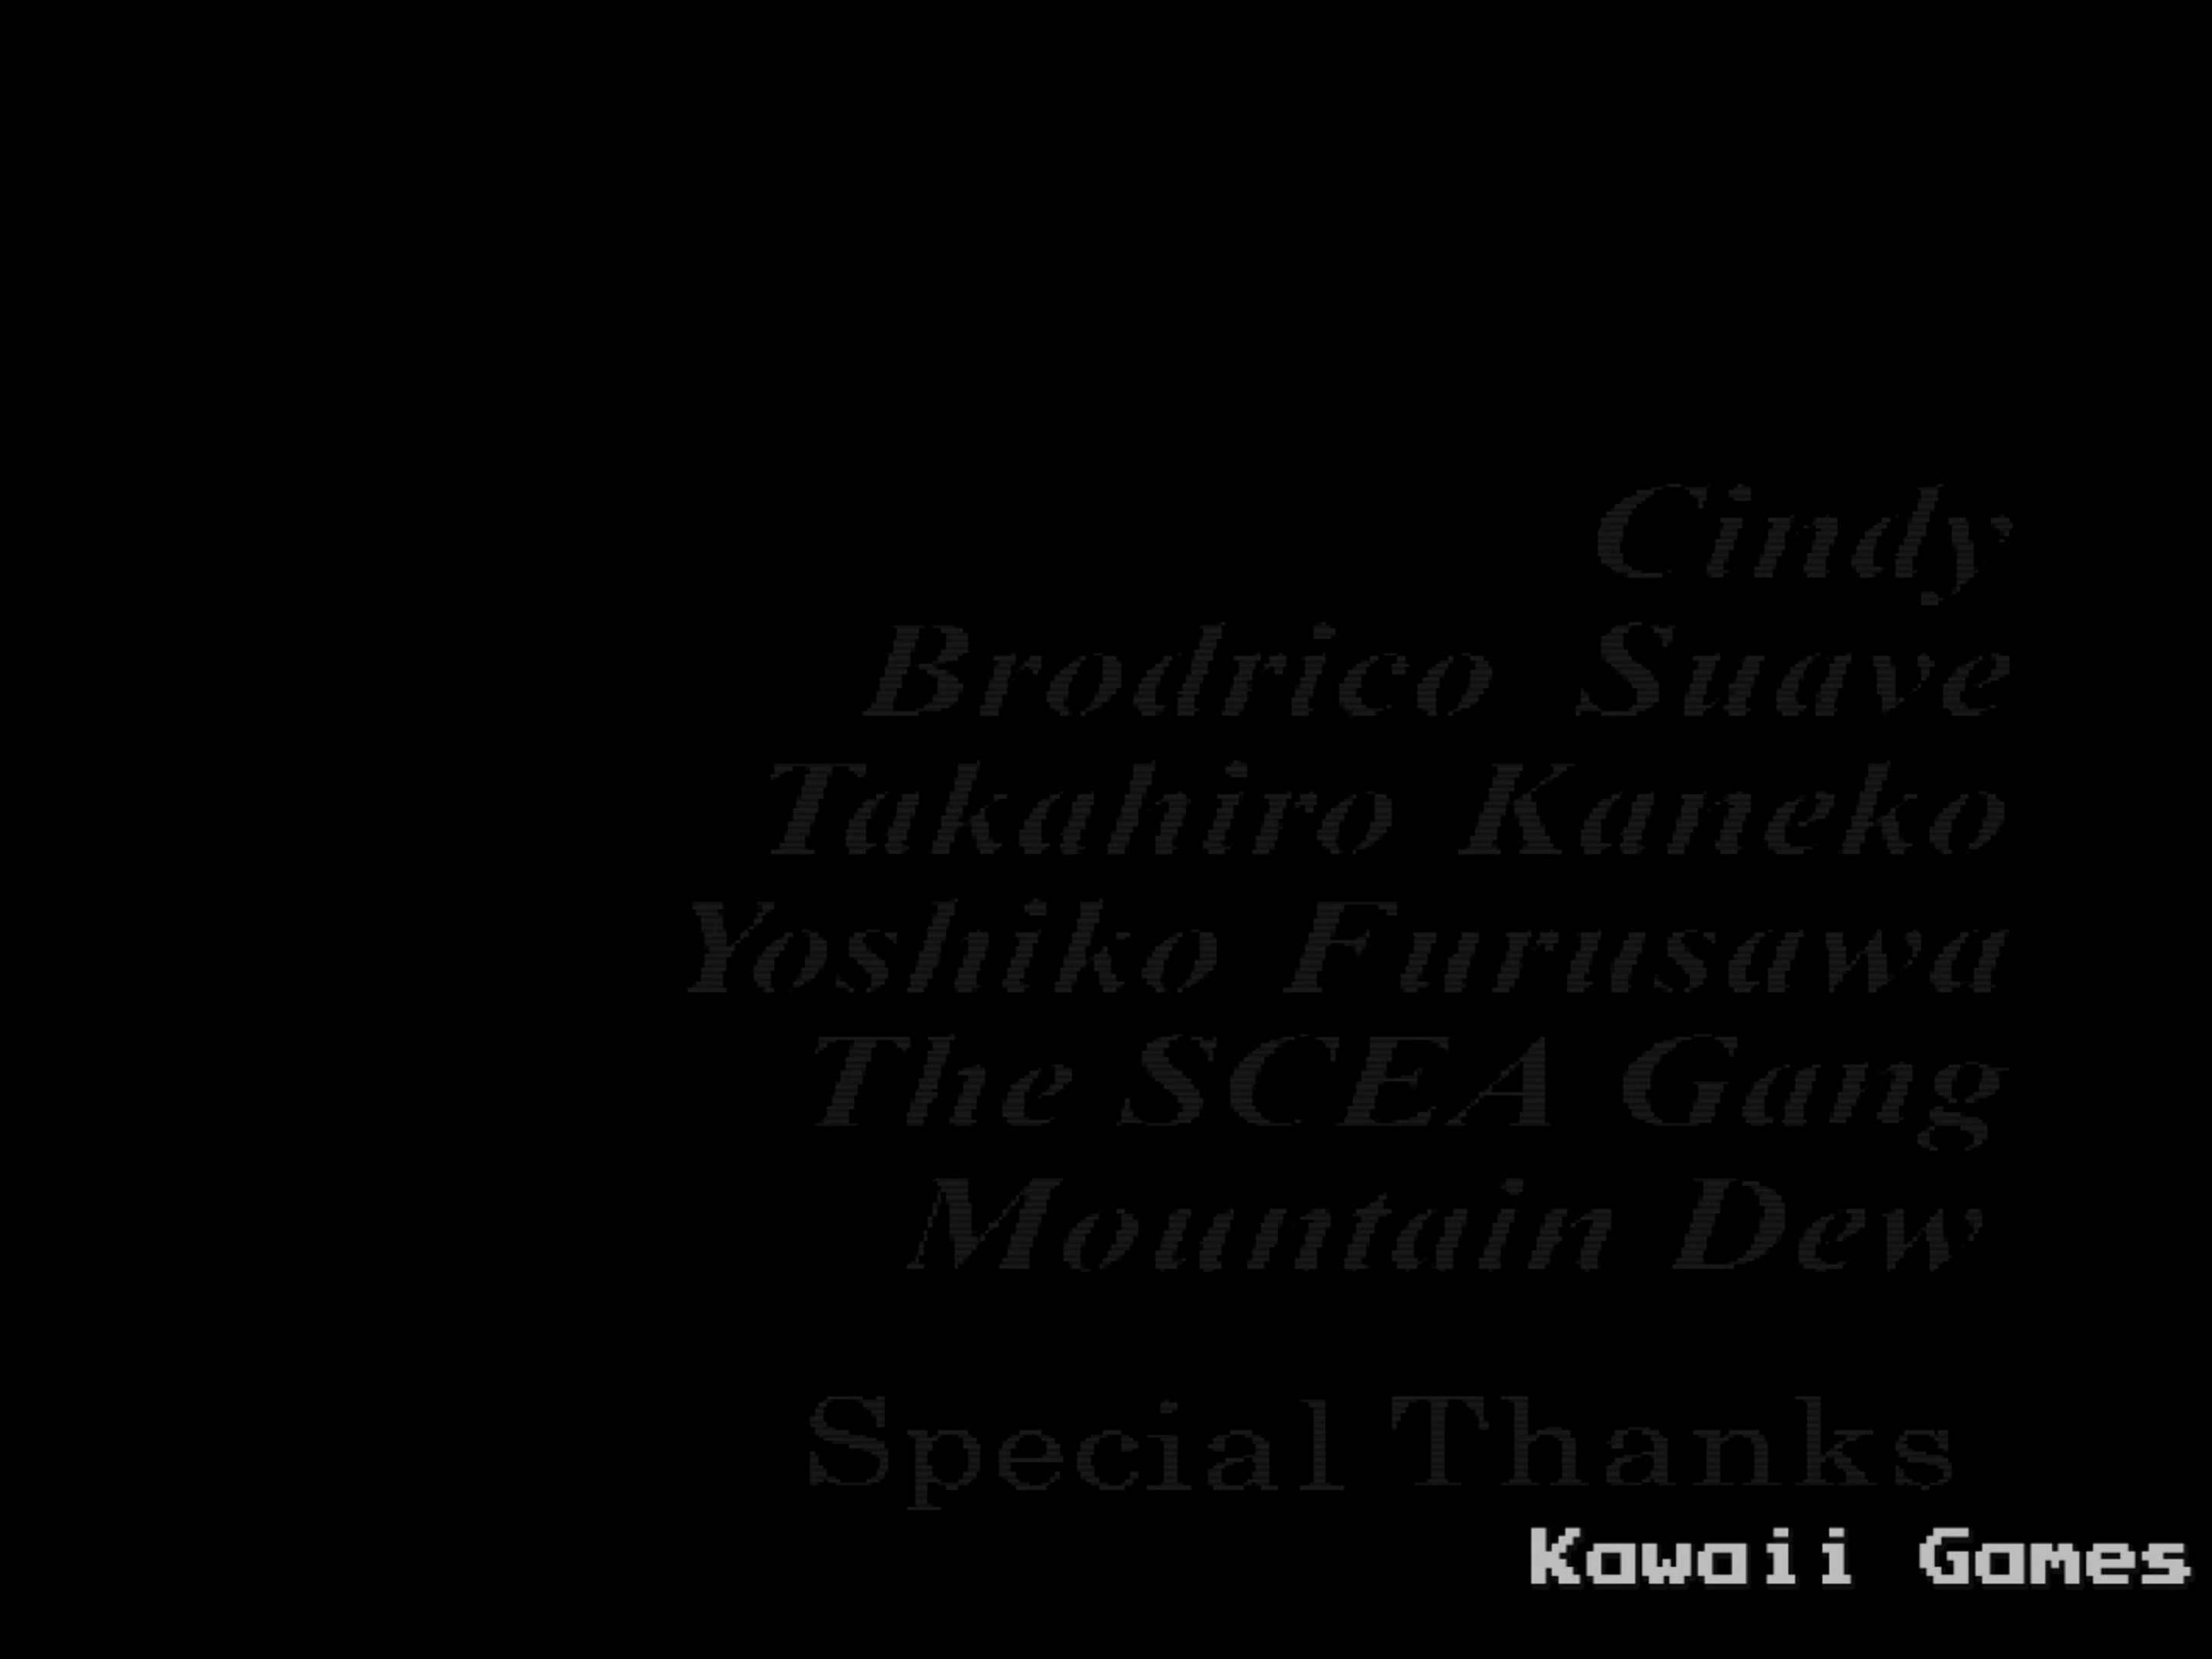 Cindy
Brodrico Suave
Takahiro Kaneko
Yoshiko Furusawa
The SCEA Gang
Mountain Dew
Special Thanks
Kawaii Games